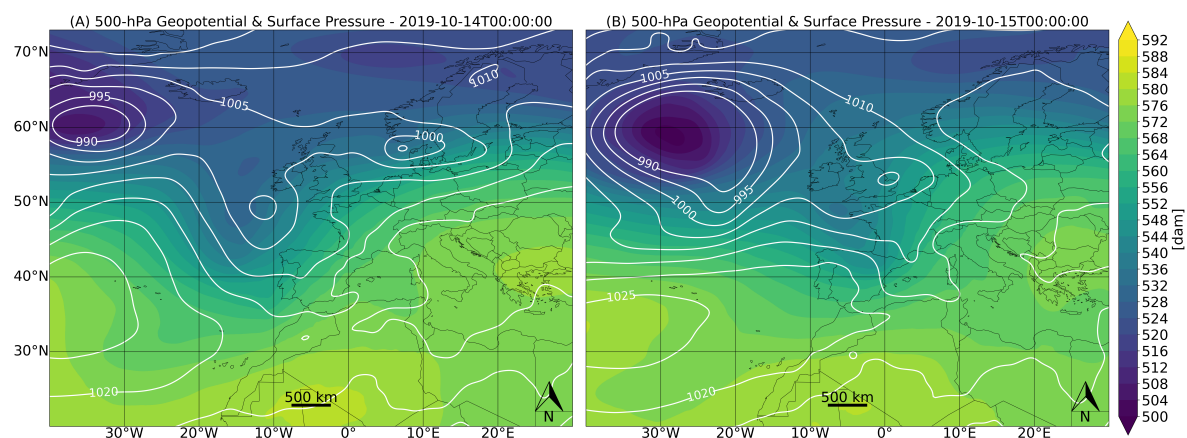 (A) 500-hPa Geopotential & Surface Pressure - 2019-10-14T00:00:00
70°N
60°N
50°N
40°N
30°N
995
990
1005
1010
1000
1020
500 km
N
30°W 20°W 10°W 0° 10°E 20°E
(B) 500-hPa Geopotential & Surface Pressure - 2019-10-15T00:00:00
1005
1010
990
995
1000
1025
1020
500 km
N
30°W 20°W 10°W 0° 10°E 20°E
592
588
584
580
576
572
568
564
560
556
552
548
544
540
536
532
528
524
520
516
512
508
504
500
[dam]